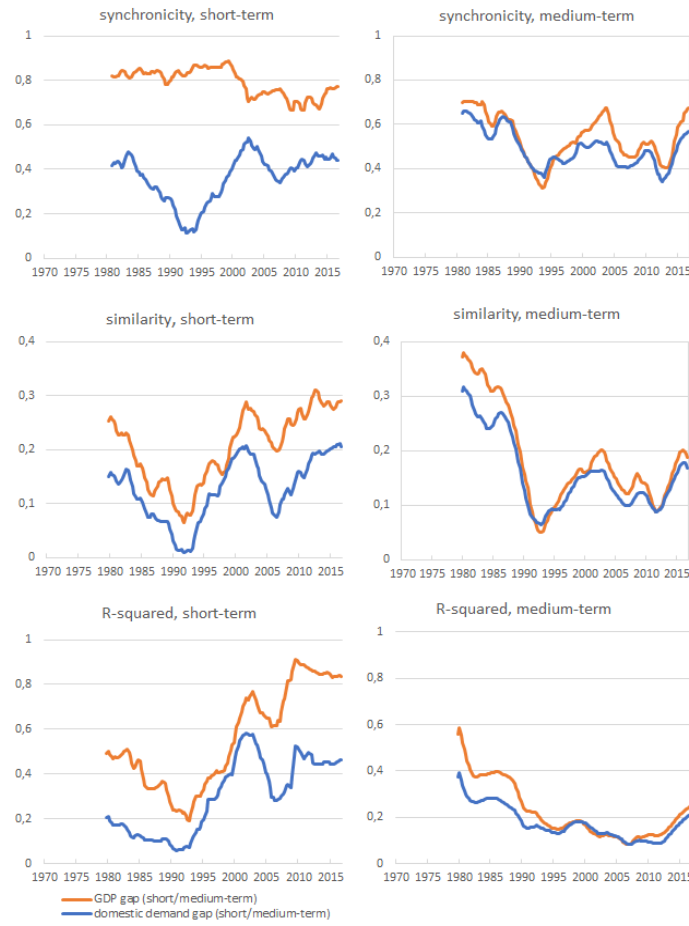 synchronicity, short-term
1
0,8
0,6
0,4
0,2
0
1970 1975 1980 1985 1990 1995 2000 2005 2010 2015
synchronicity, medium-term
1
0,8
0,6
0,4
0,2
0
1970 1975 1980 1985 1990 1995 2000 2005 2010 2015
similarity, short-term
0,4
0,3
0,2
0,1
0
1970 1975 1980 1985 1990 1995 2000 2005 2010 2015
similarity, medium-term
0,4
0,3
0,2
0,1
0
1970 1975 1980 1985 1990 1995 2000 2005 2010 2015
R-squared, short-term
1
0,8
0,6
0,4
0,2
0
1970 1975 1980 1985 1990 1995 2000 2005 2010 2015
R-squared, medium-term
1
0,8
0,6
0,4
0,2
0
1970 1975 1980 1985 1990 1995 2000 2005 2010 2015
GDP gap (short/medium-term)
domestic demand gap (short/medium-term)